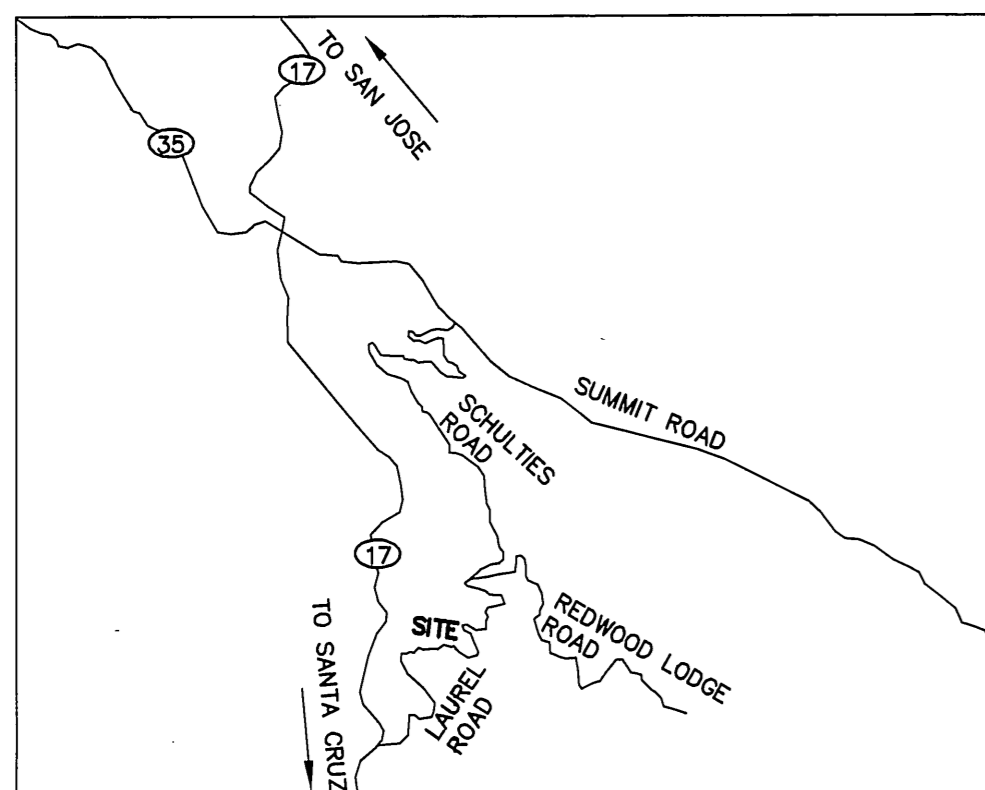 TO SAN JOSE
17
35
SUMMIT ROAD
SCHULTIES
ROAD
17
REDWOOD LODGE
ROAD
SITE
TO SANTA CRUZ
LAUREL
ROAD